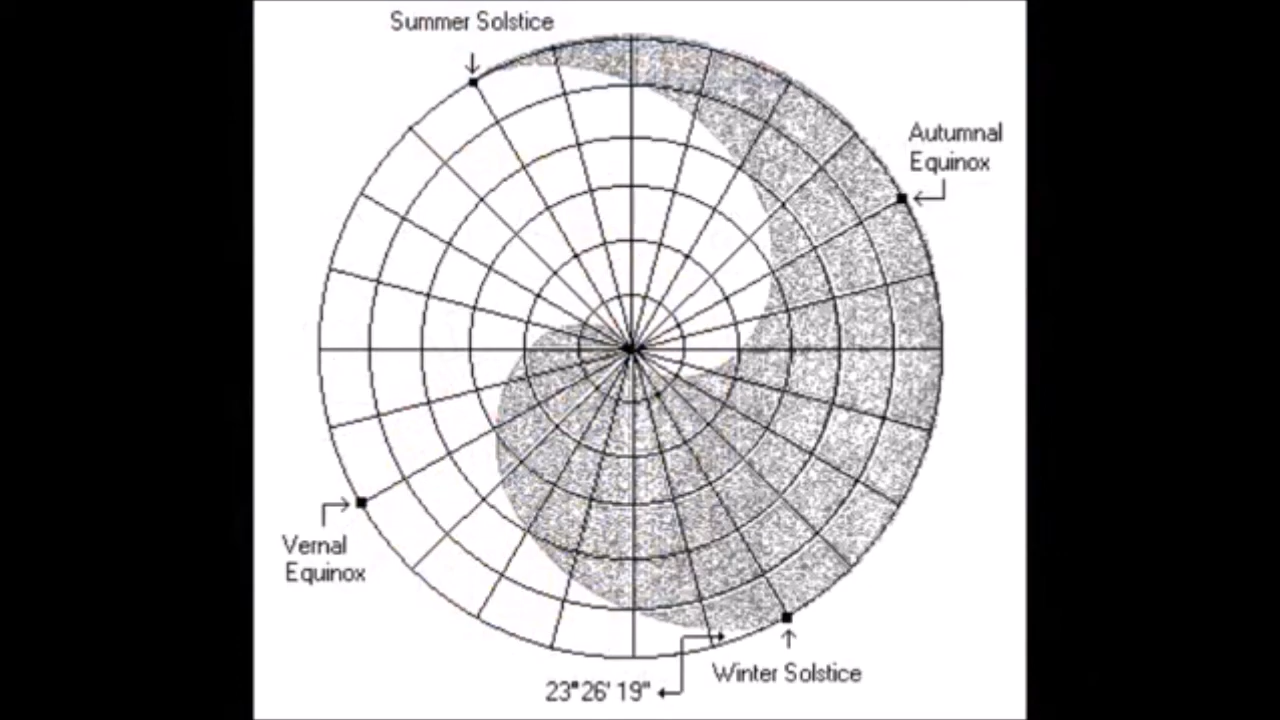 Summer Solstice
Autumnal
Equinox
Vernal
Equinox
Winter Solstice
23° 26' 19"